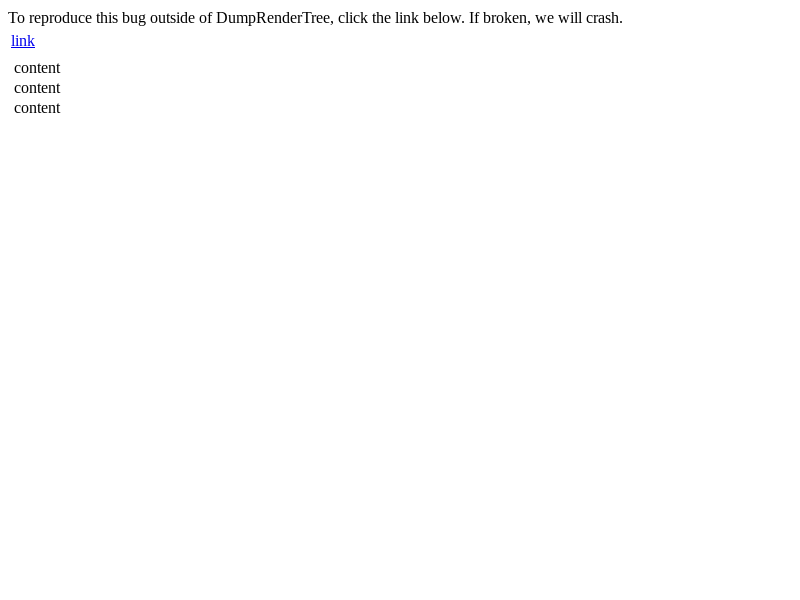 To reproduce this bug outside of DumpRenderTree, click the link below. If broken, we will crash.
link
content
content
content